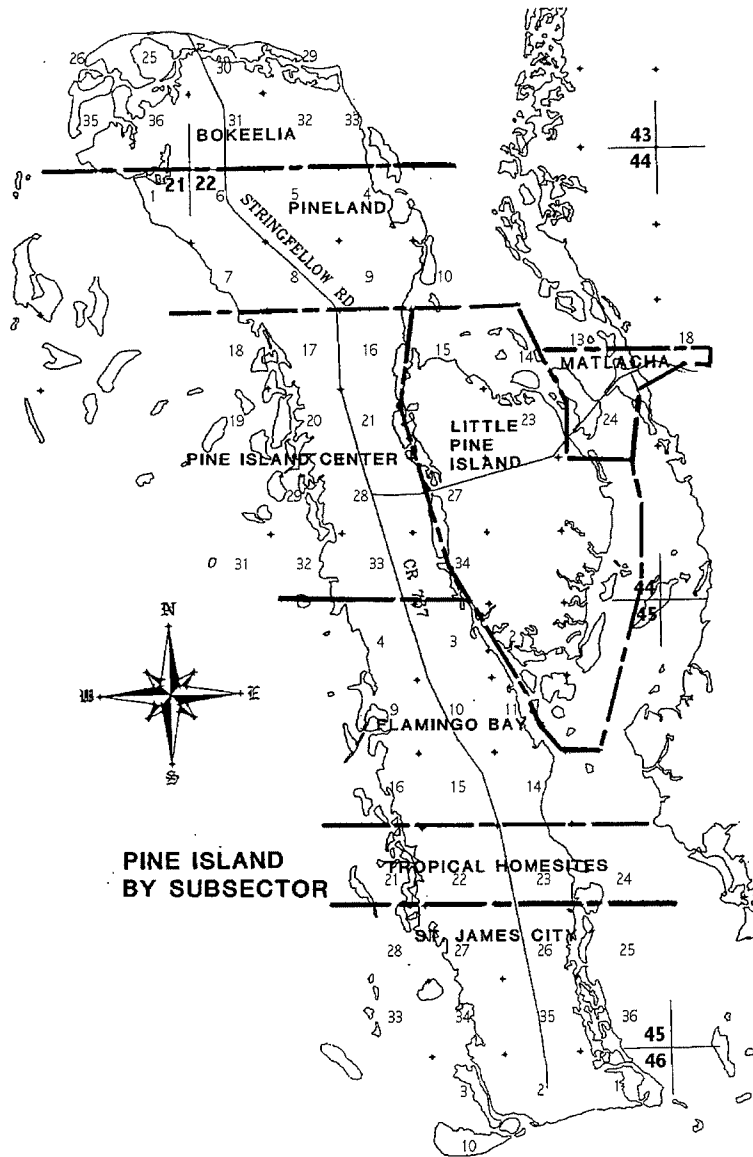 26 25 30 29
35 36 31 32 33
BOKEELIA
43
44
21 22
1 6 5 4
PINELAND
STRINGFELLOW RD
7 8 9 10
13 18
18 17 16 15 14
MATLACHA
19 20 21 23 24
LITTLE
PINE
ISLAND
PINE ISLAND CENTER
29 28 27
31 32 33 34
CR 767
44
45
N
W E
S
4 3
9 10 11
FLAMINGO BAY
16 15 14
PINE ISLAND
BY SUBSECTOR
TROPICAL HOMESITES
21 22 23 24
ST. JAMES CITY
28 27 26 25
33 34 35 36
45
46
3 2 1
10